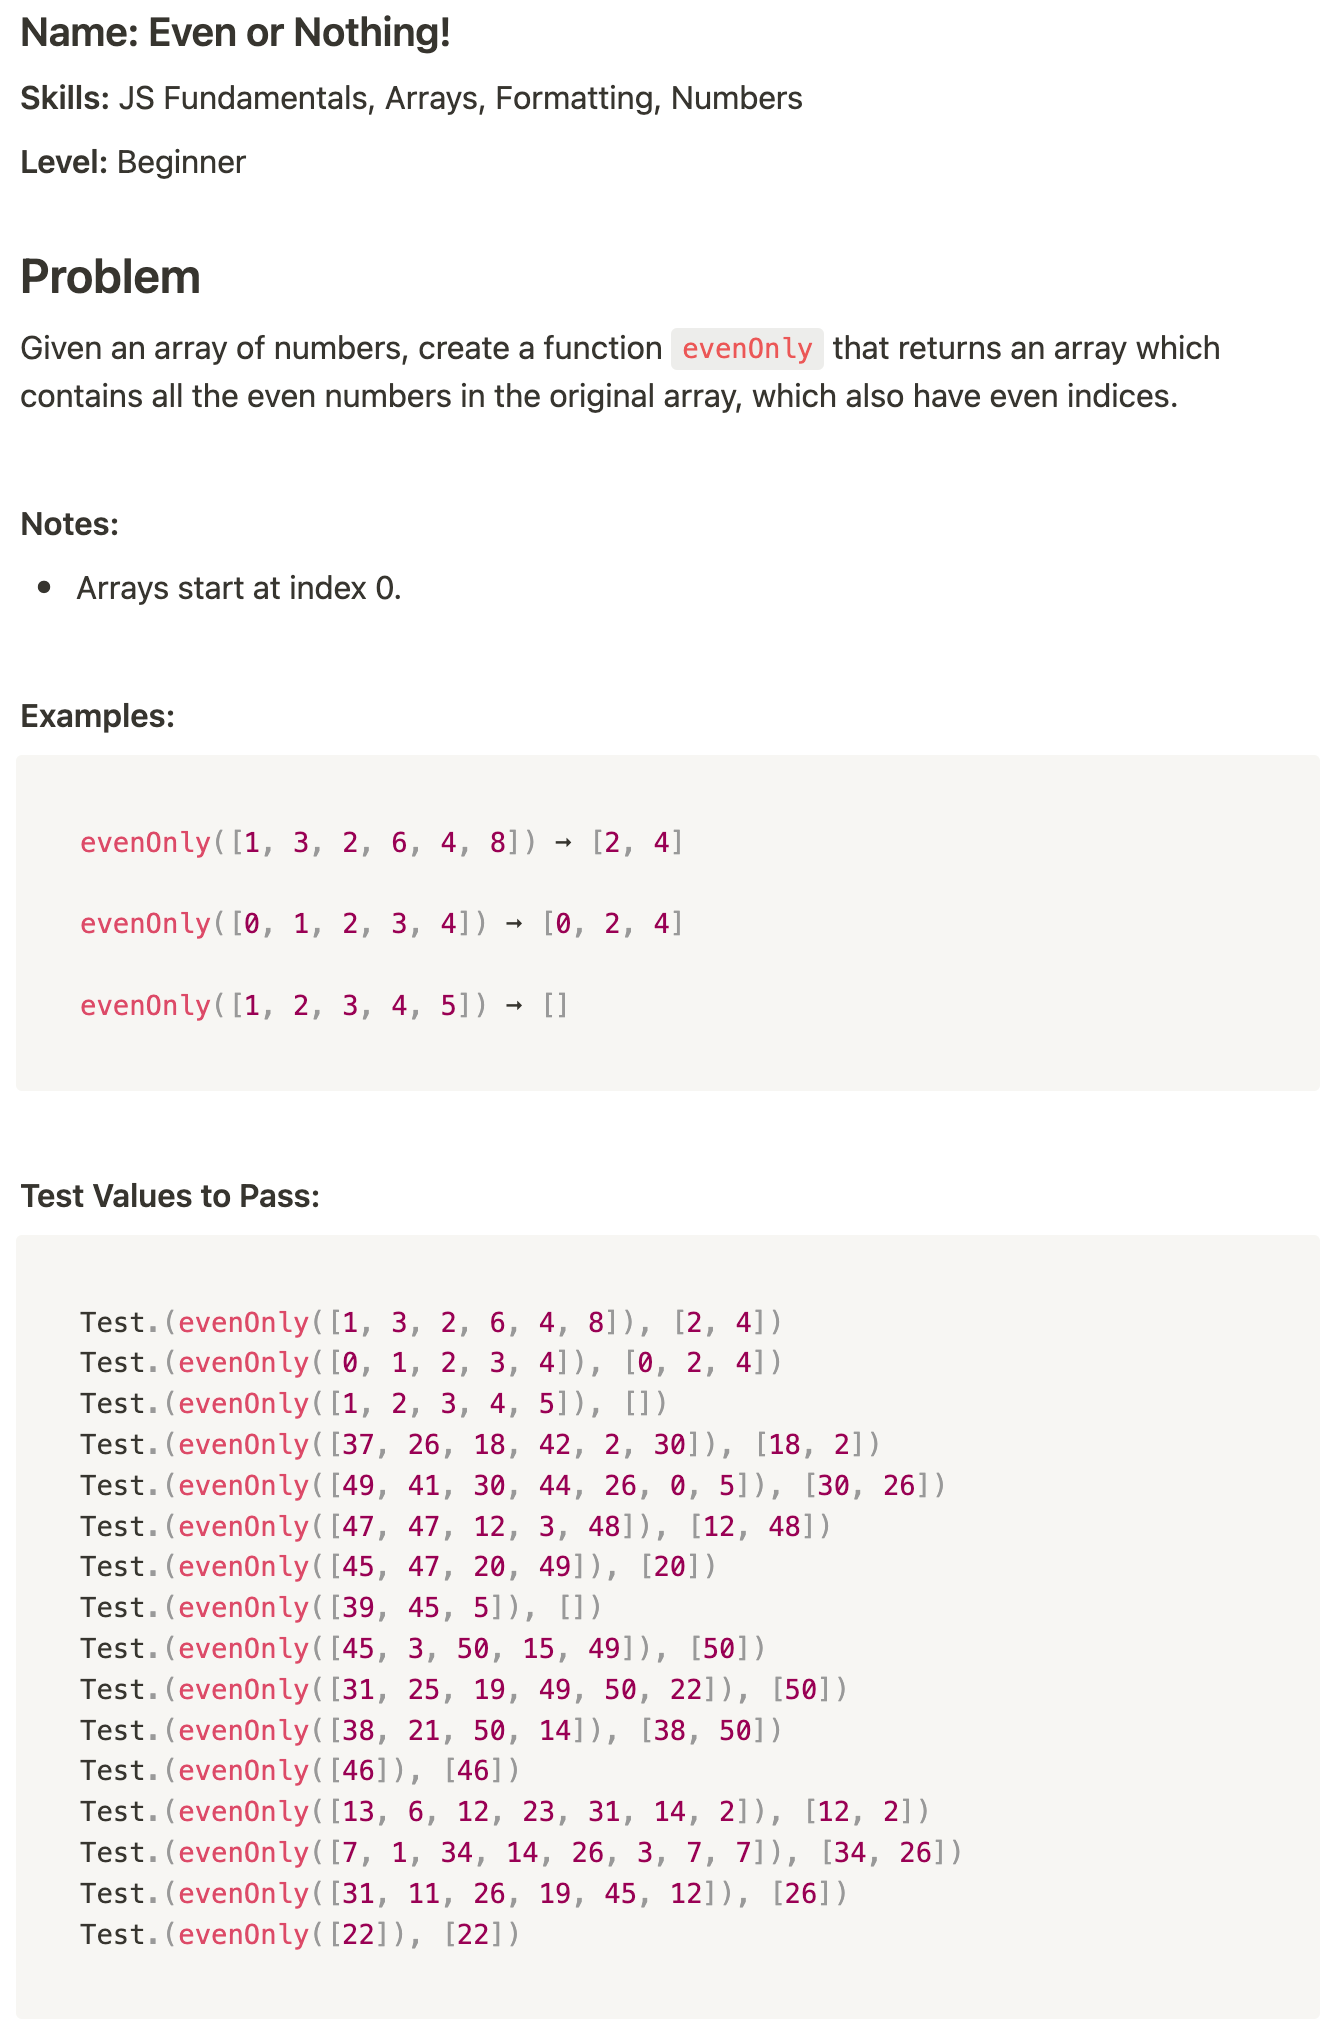 Name: Even or Nothing!
Skills: JS Fundamentals, Arrays, Formatting, Numbers
Level: Beginner
Problem
Given an array of numbers, create a function evenOnly that returns an array which
contains all the even numbers in the original array, which also have even indices.
Notes:
• Arrays start at index 0.
Examples:
evenOnly([1, 3, 2, 6, 4, 8]) → [2, 4]
evenOnly([0, 1, 2, 3, 4]) → [0, 2, 4]
evenOnly([1, 2, 3, 4, 5]) → []
Test Values to Pass:
Test.(evenOnly([1, 3, 2, 6, 4, 8]), [2, 4])
Test.(evenOnly([0, 1, 2, 3, 4]), [0, 2, 4])
Test.(evenOnly([1, 2, 3, 4, 5]), [])
Test.(evenOnly([37, 26, 18, 42, 2, 30]), [18, 2])
Test.(evenOnly([49, 41, 30, 44, 26, 0, 5]), [30, 26])
Test.(evenOnly([47, 47, 12, 3, 48]), [12, 48])
Test.(evenOnly([45, 47, 20, 49]), [20])
Test.(evenOnly([39, 45, 5]), [])
Test.(evenOnly([45, 3, 50, 15, 49]), [50])
Test.(evenOnly([31, 25, 19, 49, 50, 22]), [50])
Test.(evenOnly([38, 21, 50, 14]), [38, 50])
Test.(evenOnly([46]), [46])
Test.(evenOnly([13, 6, 12, 23, 31, 14, 2]), [12, 2])
Test.(evenOnly([7, 1, 34, 14, 26, 3, 7, 7]), [34, 26])
Test.(evenOnly([31, 11, 26, 19, 45, 12]), [26])
Test.(evenOnly([22]), [22])